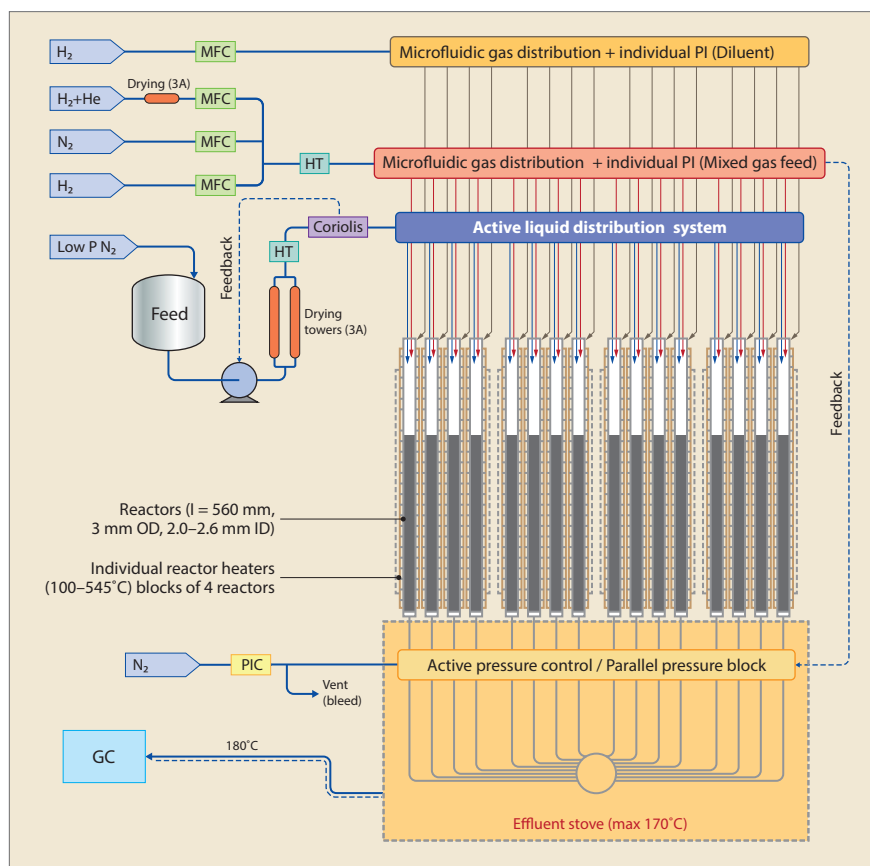 H₂
MFC
Microfluidic gas distribution + individual PI (Diluent)
Drying (3A)
H₂+He
MFC
N₂
MFC
HT
Microfluidic gas distribution + individual PI (Mixed gas feed)
H₂
MFC
Coriolis
Active liquid distribution system
Low P N₂
HT
Feedback
Feed
Drying
towers (3A)
Feedback
Reactors (l = 560 mm,
3 mm OD, 2.0–2.6 mm ID)
Individual reactor heaters
(100–545˚C) blocks of 4 reactors
N₂
PIC
Active pressure control / Parallel pressure block
Vent
(bleed)
180˚C
GC
Effluent stove (max 170˚C)